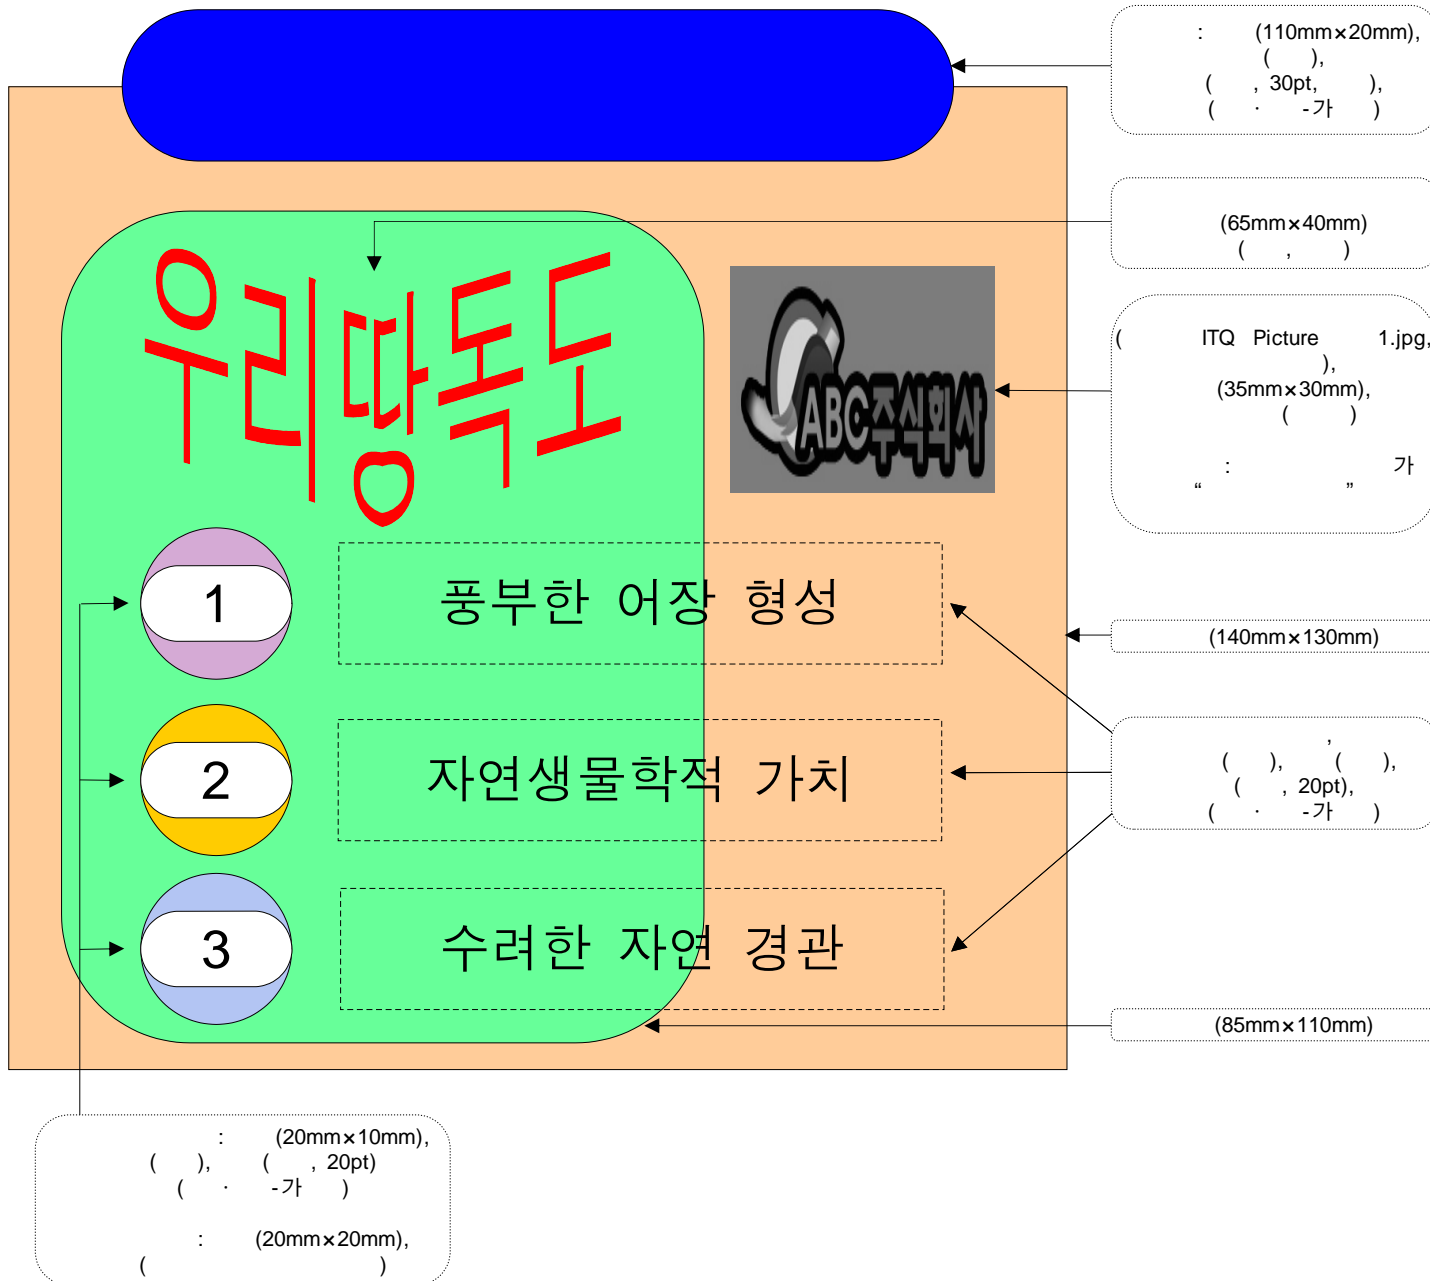 : (110mm×20mm),
( ),
( , 30pt, ),
( · -가 )
(65mm×40mm)
( , )
우리땅독도
( ITQ Picture 1.jpg,
),
(35mm×30mm),
( )
: 가
“ ”
ABC주식회사
1
풍부한 어장 형성
(140mm×130mm)
2
자연생물학적 가치
,
( ), ( ),
( , 20pt),
( · -가 )
3
수려한 자연 경관
(85mm×110mm)
: (20mm×10mm),
( ), ( , 20pt)
( · -가 )
: (20mm×20mm),
( )